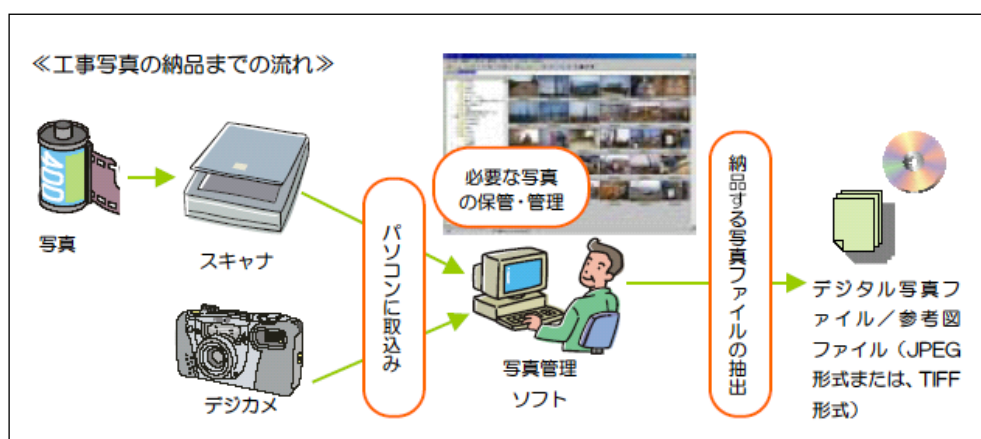 ≪工事写真の納品までの流れ≫
400
写真
スキャナ
デジカメ
パソコンに取込み
必要な写真
の保管・管理
写真管理
ソフト
納品する写真ファイルの抽出
デジタル写真フ
ァイル／参考図
ファイル（JPEG
形式または、TIFF
形式）